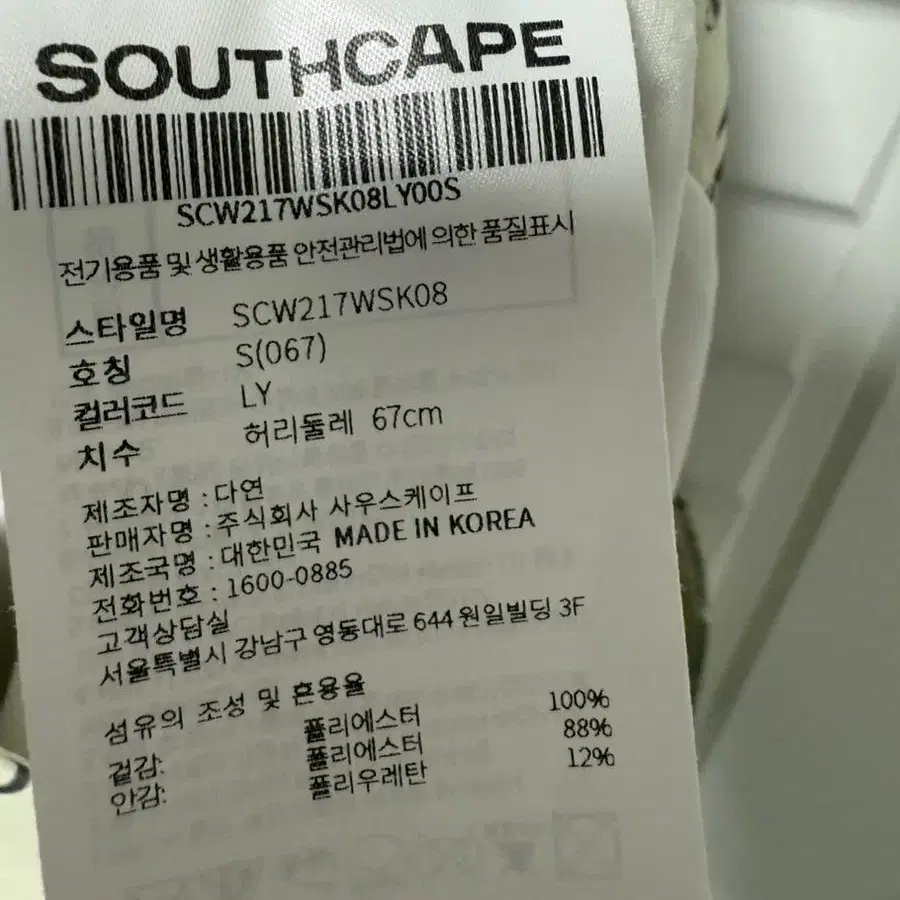 SOUTHCAPE
SCW217WSK08LY00S
전기용품 및 생활용품 안전관리법에 의한 품질표시
스타일명 SCW217WSK08
호칭 S(067)
컬러코드 LY
치수 허리둘레 67cm
제조자명 : 다연
판매자명 : 주식회사 사우스케이프
제조국명 : 대한민국 MADE IN KOREA
전화번호 : 1600-0885
고객상담실
서울특별시 강남구 영동대로 644 원일빌딩 3F
섬유의 조성 및 혼용율
겉감: 폴리에스터 100%
안감: 폴리에스터 88%
폴리우레탄 12%